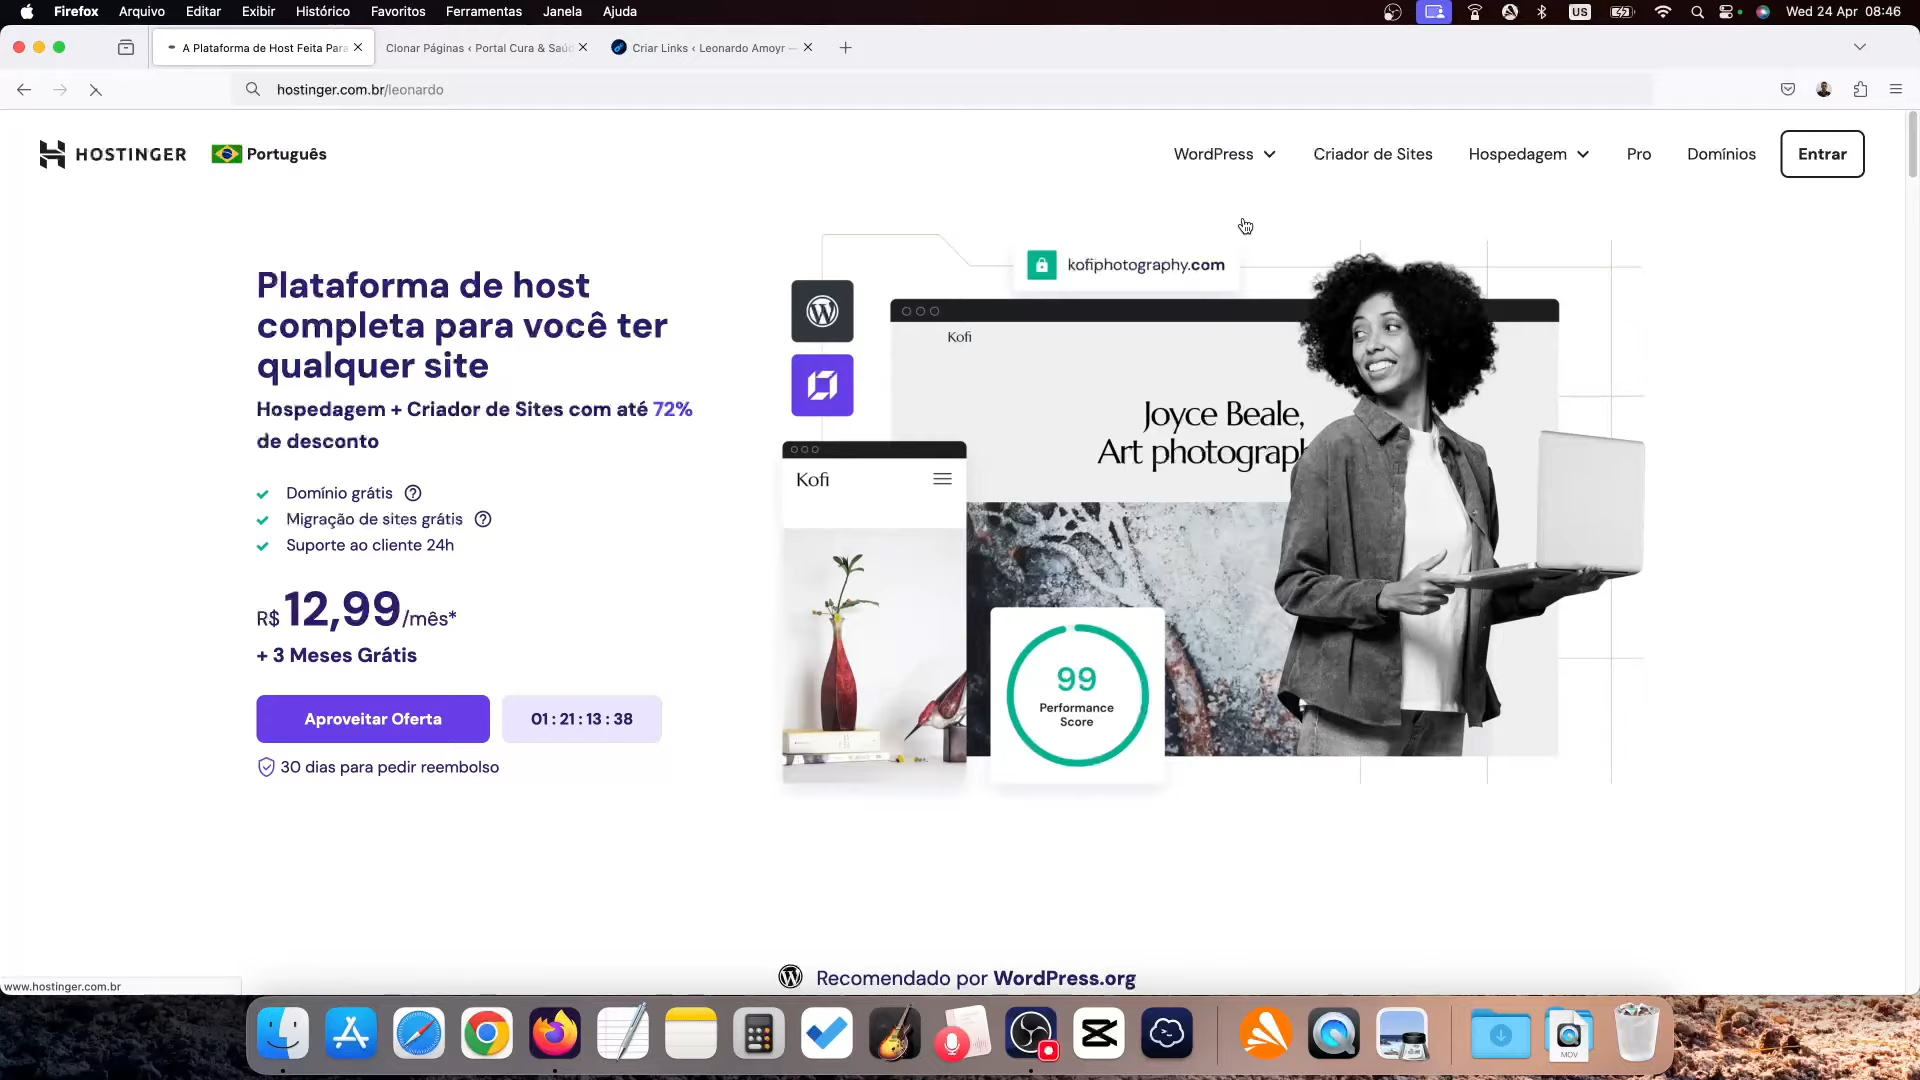 Firefox Arquivo Editar Exibir Histórico Favoritos Ferramentas Janela Ajuda US Wed 24 Apr 08:46
A Plataforma de Host Feita Para Clonar Páginas ‹ Portal Cura & Saúd Criar Links ‹ Leonardo Amoyr —
hostinger.com.br/leonardo
HOSTINGER Português WordPress Criador de Sites Hospedagem Pro Domínios Entrar
kofiphotography.com
Plataforma de host
completa para você ter
qualquer site
Kofi
Hospedagem + Criador de Sites com até 72%
de desconto
Joyce Beale,
Art photograph
Kofi
Domínio grátis
Migração de sites grátis
Suporte ao cliente 24h
R$ 12,99/mês*
+ 3 Meses Grátis
99
Performance
Score
Aproveitar Oferta 01 : 21 : 13 : 38
30 dias para pedir reembolso
Recomendado por WordPress.org
www.hostinger.com.br
MOV